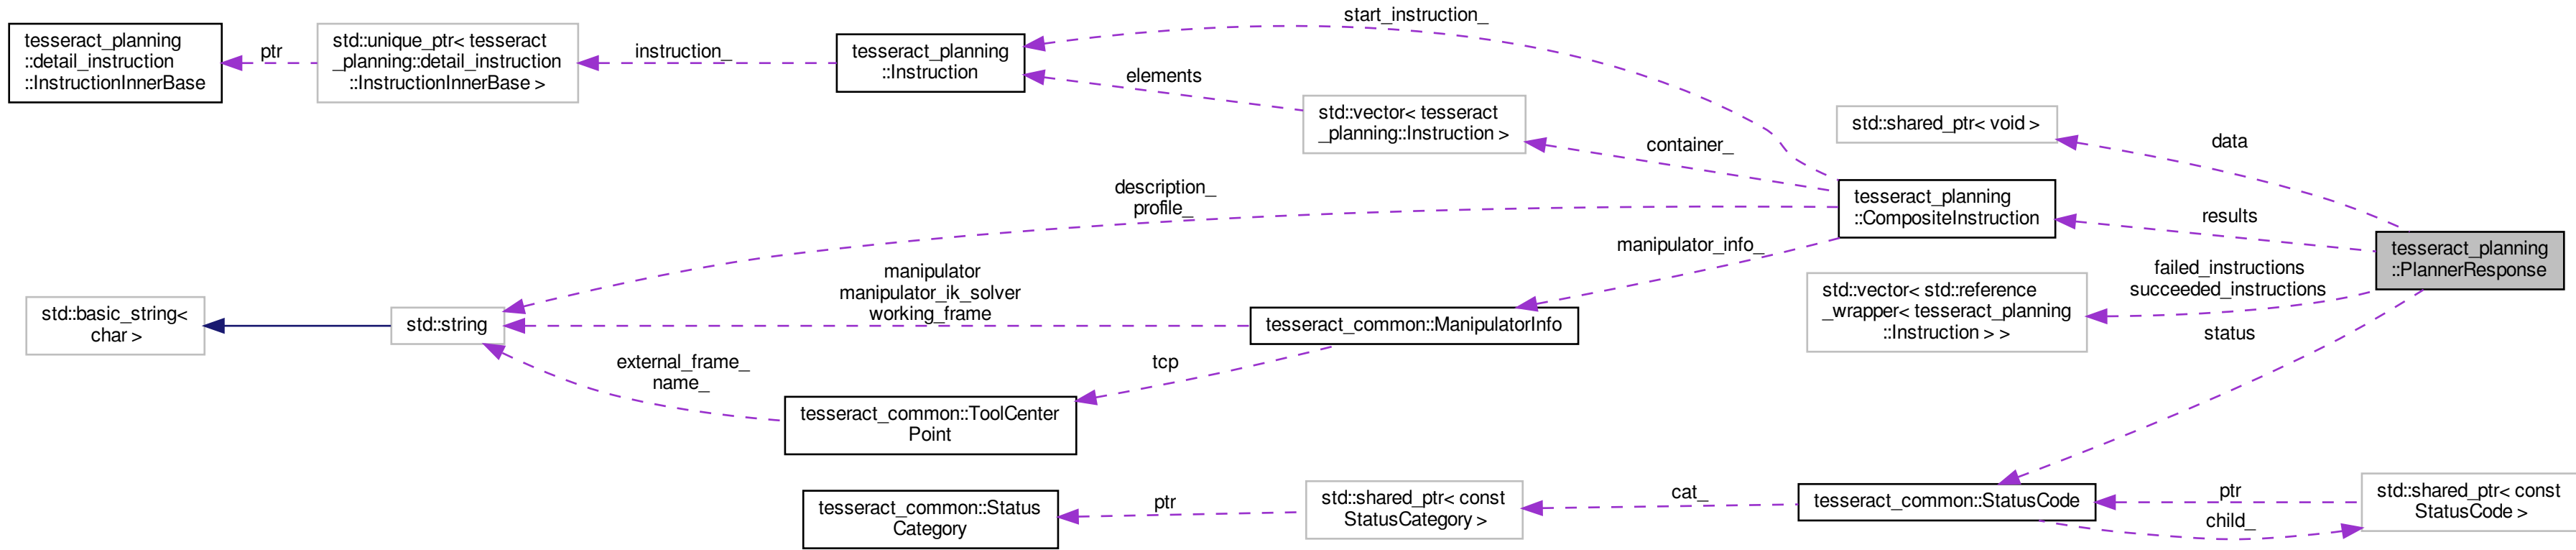 start_instruction_
tesseract_planning
::detail_instruction
::InstructionInnerBase
ptr
std::unique_ptr< tesseract
_planning::detail_instruction
::InstructionInnerBase >
instruction_
tesseract_planning
::Instruction
elements
std::vector< tesseract
_planning::Instruction >
container_
std::shared_ptr< void >
data
description_
profile_
tesseract_planning
::CompositeInstruction
results
tesseract_planning
::PlannerResponse
manipulator_info_
failed_instructions
succeeded_instructions
std::vector< std::reference
_wrapper< tesseract_planning
::Instruction > >
manipulator
manipulator_ik_solver
working_frame
std::basic_string<
char >
std::string
tesseract_common::ManipulatorInfo
status
external_frame_
name_
tcp
tesseract_common::ToolCenter
Point
tesseract_common::Status
Category
ptr
std::shared_ptr< const
StatusCategory >
cat_
tesseract_common::StatusCode
ptr
child_
std::shared_ptr< const
StatusCode >